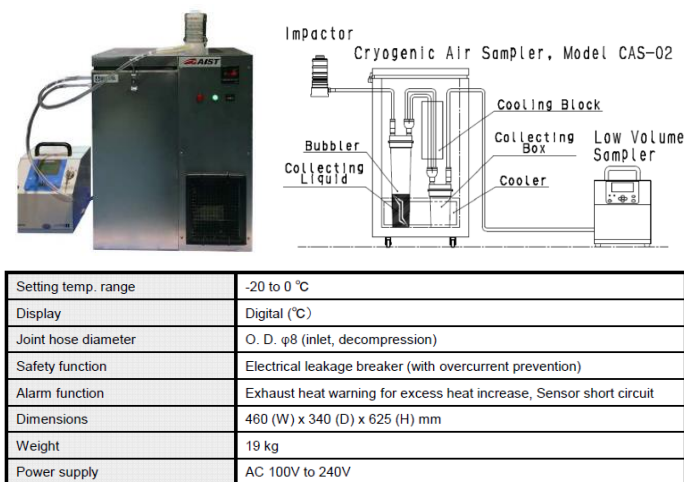 AIST
Impactor
Cryogenic Air Sampler, Model CAS-02
Cooling Block
Bubbler
Collecting
Box
Low Volume
Sampler
Collecting
Liquid
Cooler
Setting temp. range -20 to 0 ℃
Display Digital (℃)
Joint hose diameter O. D. φ8 (inlet, decompression)
Safety function Electrical leakage breaker (with overcurrent prevention)
Alarm function Exhaust heat warning for excess heat increase, Sensor short circuit
Dimensions 460 (W) x 340 (D) x 625 (H) mm
Weight 19 kg
Power supply AC 100V to 240V